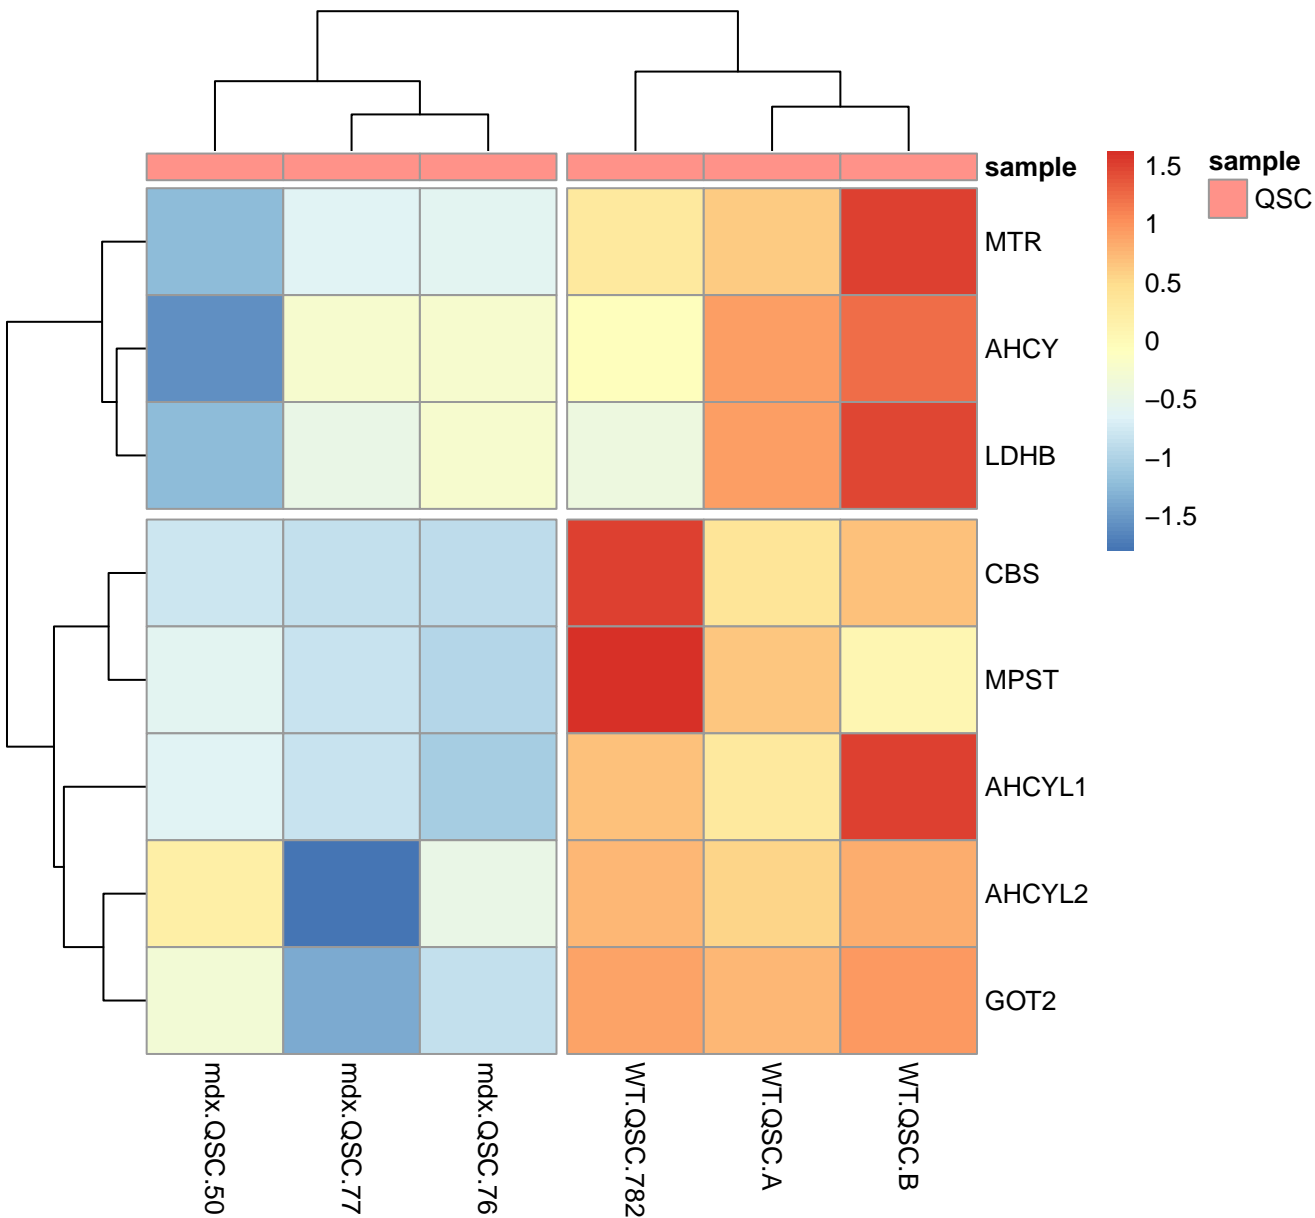 sample
MTR
AHCY
LDHB
CBS
MPST
AHCYL1
AHCYL2
GOT2
mdx.QSC.50
mdx.QSC.77
mdx.QSC.76
WT.QSC.782
WT.QSC.A
WT.QSC.B
1.5
1
0.5
0
−0.5
−1
−1.5
sample
QSC